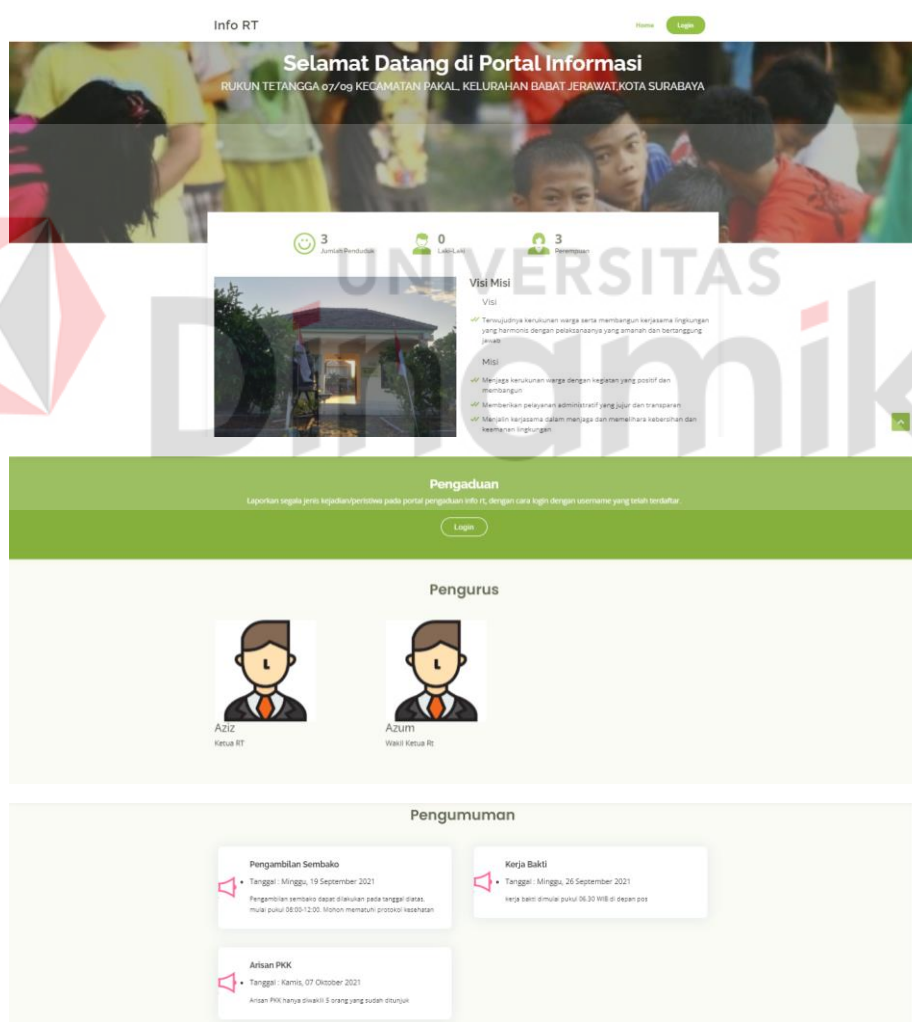 Info RT
Home
Login
Selamat Datang di Portal Informasi
RUKUN TETANGGA 07/09 KECAMATAN PAKAL, KELURAHAN BABAT JERAWAT,KOTA SURABAYA
3
Jumlah Penduduk
0
Laki-Laki
3
Perempuan
UNIVERSITAS
Dinamik
Visi Misi
Visi
Terwujudnya kerukunan warga serta membangun kerjasama lingkungan
yang harmonis dengan pelaksanaanya yang amanah dan bertanggung
jawab
Misi
Menjaga kerukunan warga dengan kegiatan yang positif dan
membangun
Memberikan pelayanan administratif yang jujur dan transparan
Menjalin kerjasama dalam menjaga dan memelihara kebersihan dan
keamanan lingkungan
Pengaduan
Laporkan segala jenis kejadian/peristiwa pada portal pengaduan info rt, dengan cara login dengan username yang telah terdaftar.
Login
Pengurus
Aziz
Ketua RT
Azum
Wakil Ketua Rt
Pengumuman
Pengambilan Sembako
• Tanggal : Minggu, 19 September 2021
Pengambilan sembako dapat dilakukan pada tanggal diatas,
mulai pukul 08:00-12:00. Mohon mematuhi protokol kesehatan
Kerja Bakti
• Tanggal : Minggu, 26 September 2021
kerja bakti dimulai pukul 06.30 WIB di depan pos
Arisan PKK
• Tanggal : Kamis, 07 Oktober 2021
Arisan PKK hanya diwakili 5 orang yang sudah ditunjuk